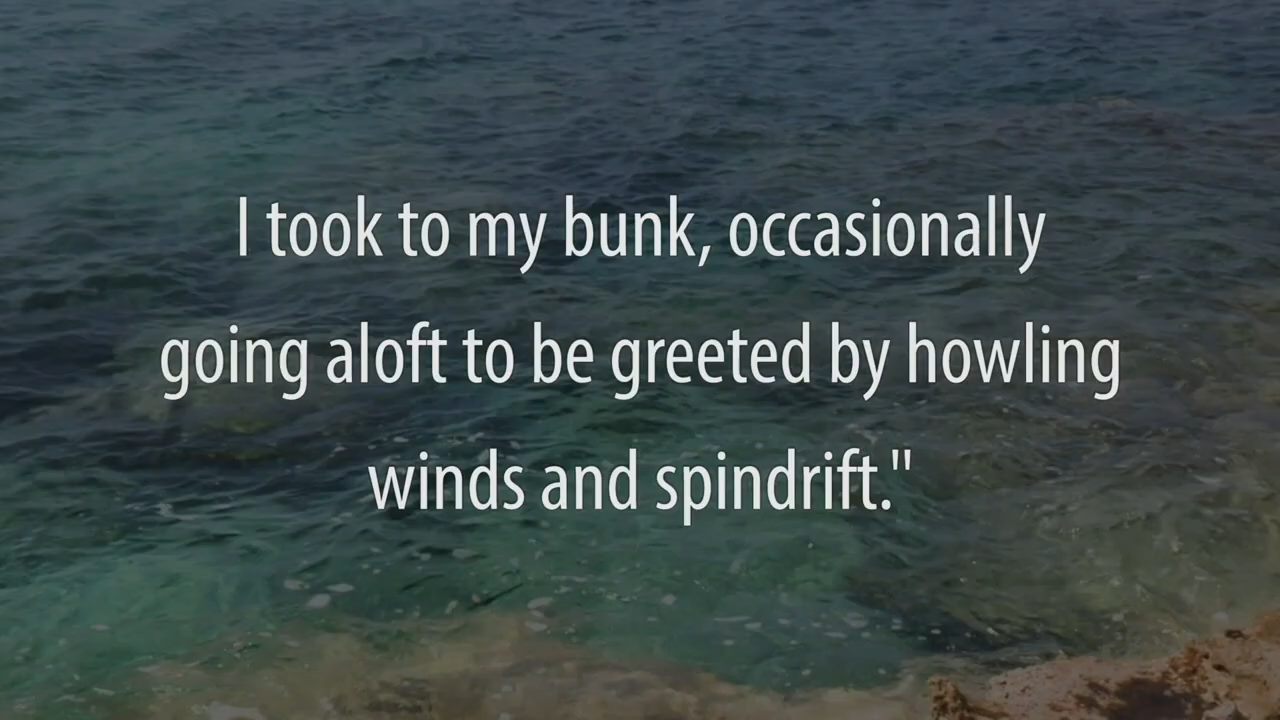 I took to my bunk, occasionally
going aloft to be greeted by howling
winds and spindrift."